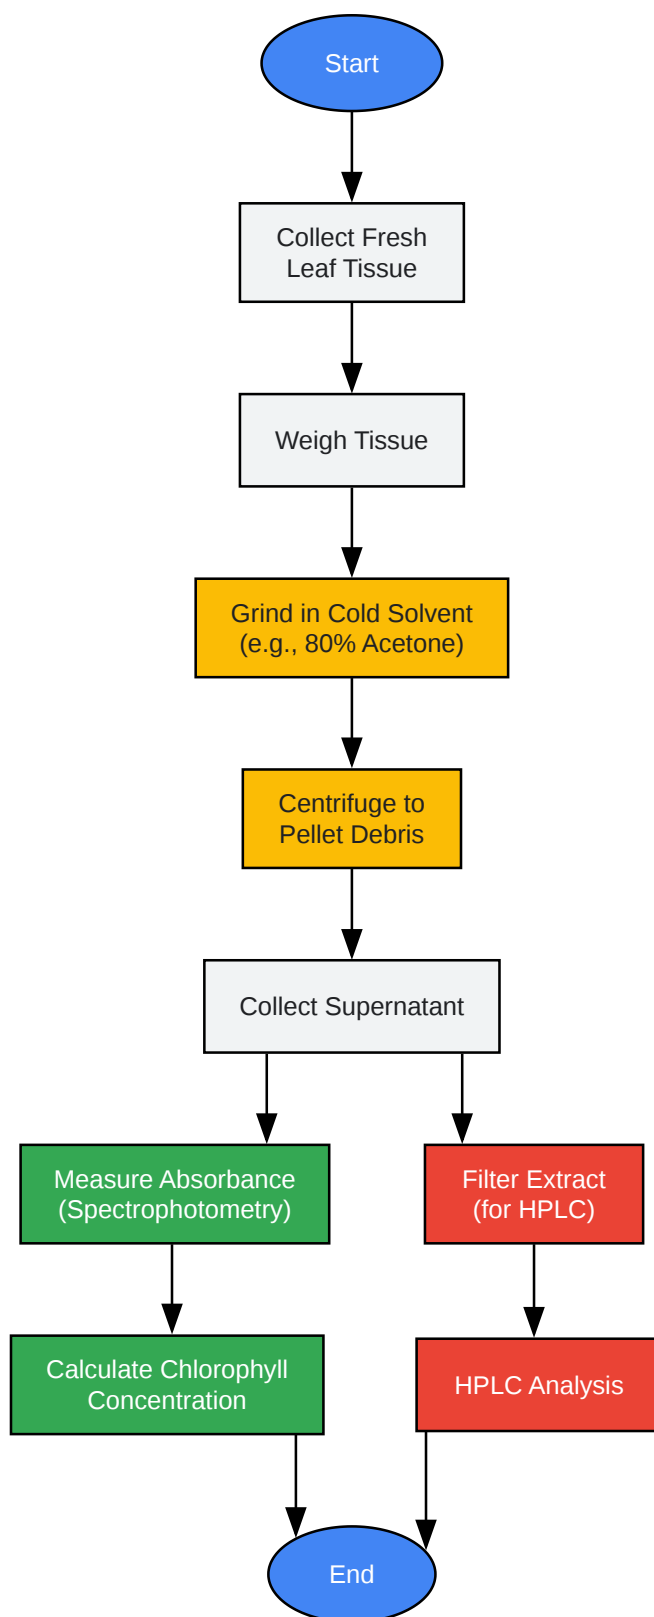 Start
Collect Fresh
Leaf Tissue
Weigh Tissue
Grind in Cold Solvent
(e.g., 80% Acetone)
Centrifuge to
Pellet Debris
Collect Supernatant
Measure Absorbance
(Spectrophotometry)
Filter Extract
(for HPLC)
Calculate Chlorophyll
Concentration
HPLC Analysis
End